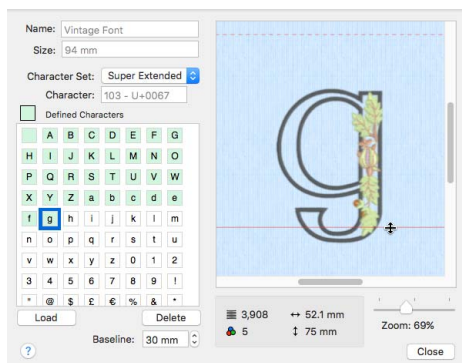 Name: Vintage Font
Size: 94 mm
Character Set: Super Extended
Character: 103 - U+0067
Defined Characters
A B C D E F G
H I J K L M N O
P Q R S T U V W
X Y Z a b c d e
f g h i j k l m
n o p q r s t u
v w x y z 0 1 2
3 4 5 6 7 8 9 !
" @ $ £ € % & *
Load Delete
Baseline: 30 mm
?
g
3,908 ↔ 52.1 mm
5 ↕ 75 mm
Zoom: 69%
Close